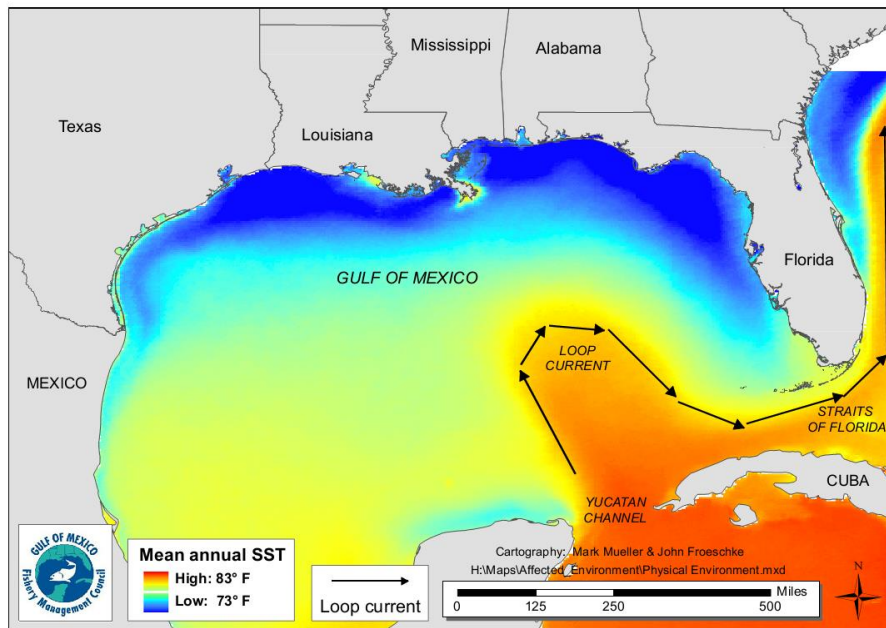 Mississippi
Alabama
Texas
Louisiana
GULF OF MEXICO
Florida
LOOP
CURRENT
MEXICO
STRAITS
OF FLORIDA
CUBA
YUCATAN
CHANNEL
GULF OF MEXICO
Fishery Management Council
Mean annual SST
High: 83° F
Low: 73° F
Loop current
Cartography: Mark Mueller & John Froeschke
H:\Maps\Affected_Environment\Physical Environment.mxd
Miles
0 125 250 500
N